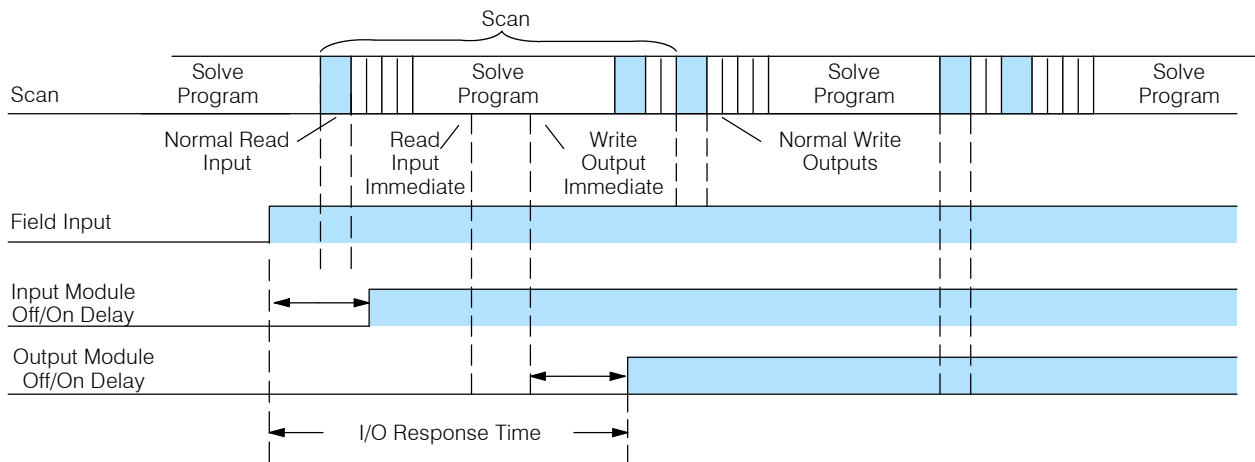 Scan
Scan
Solve
Program
Solve
Program
Solve
Program
Solve
Program
Normal Read
Input
Read
Input
Immediate
Write
Output
Immediate
Normal Write
Outputs
Field Input
Input Module
Off/On Delay
Output Module
Off/On Delay
I/O Response Time